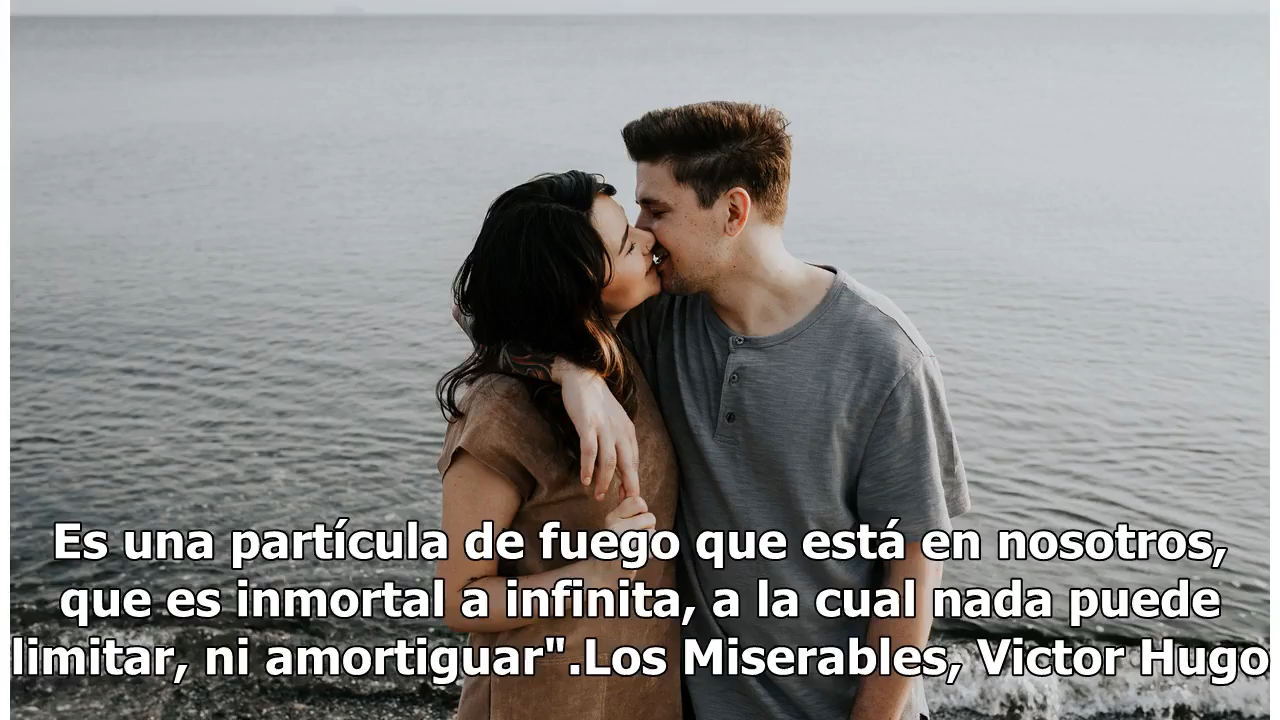 Es una partícula de fuego que está en nosotros,
que es inmortal a infinita, a la cual nada puede
limitar, ni amortiguar".Los Miserables, Victor Hugo